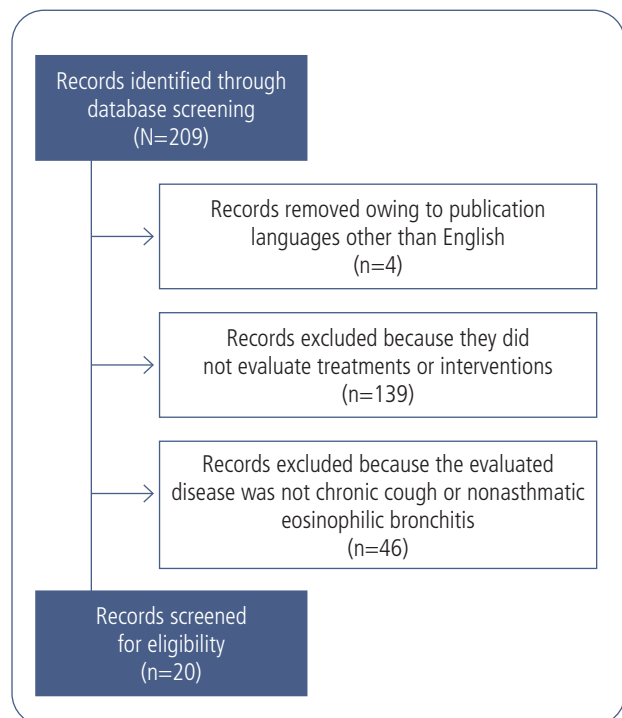 Records identified through
database screening
(N=209)
Records removed owing to publication
languages other than English
(n=4)
Records excluded because they did
not evaluate treatments or interventions
(n=139)
Records excluded because the evaluated
disease was not chronic cough or nonasthmatic
eosinophilic bronchitis
(n=46)
Records screened
for eligibility
(n=20)